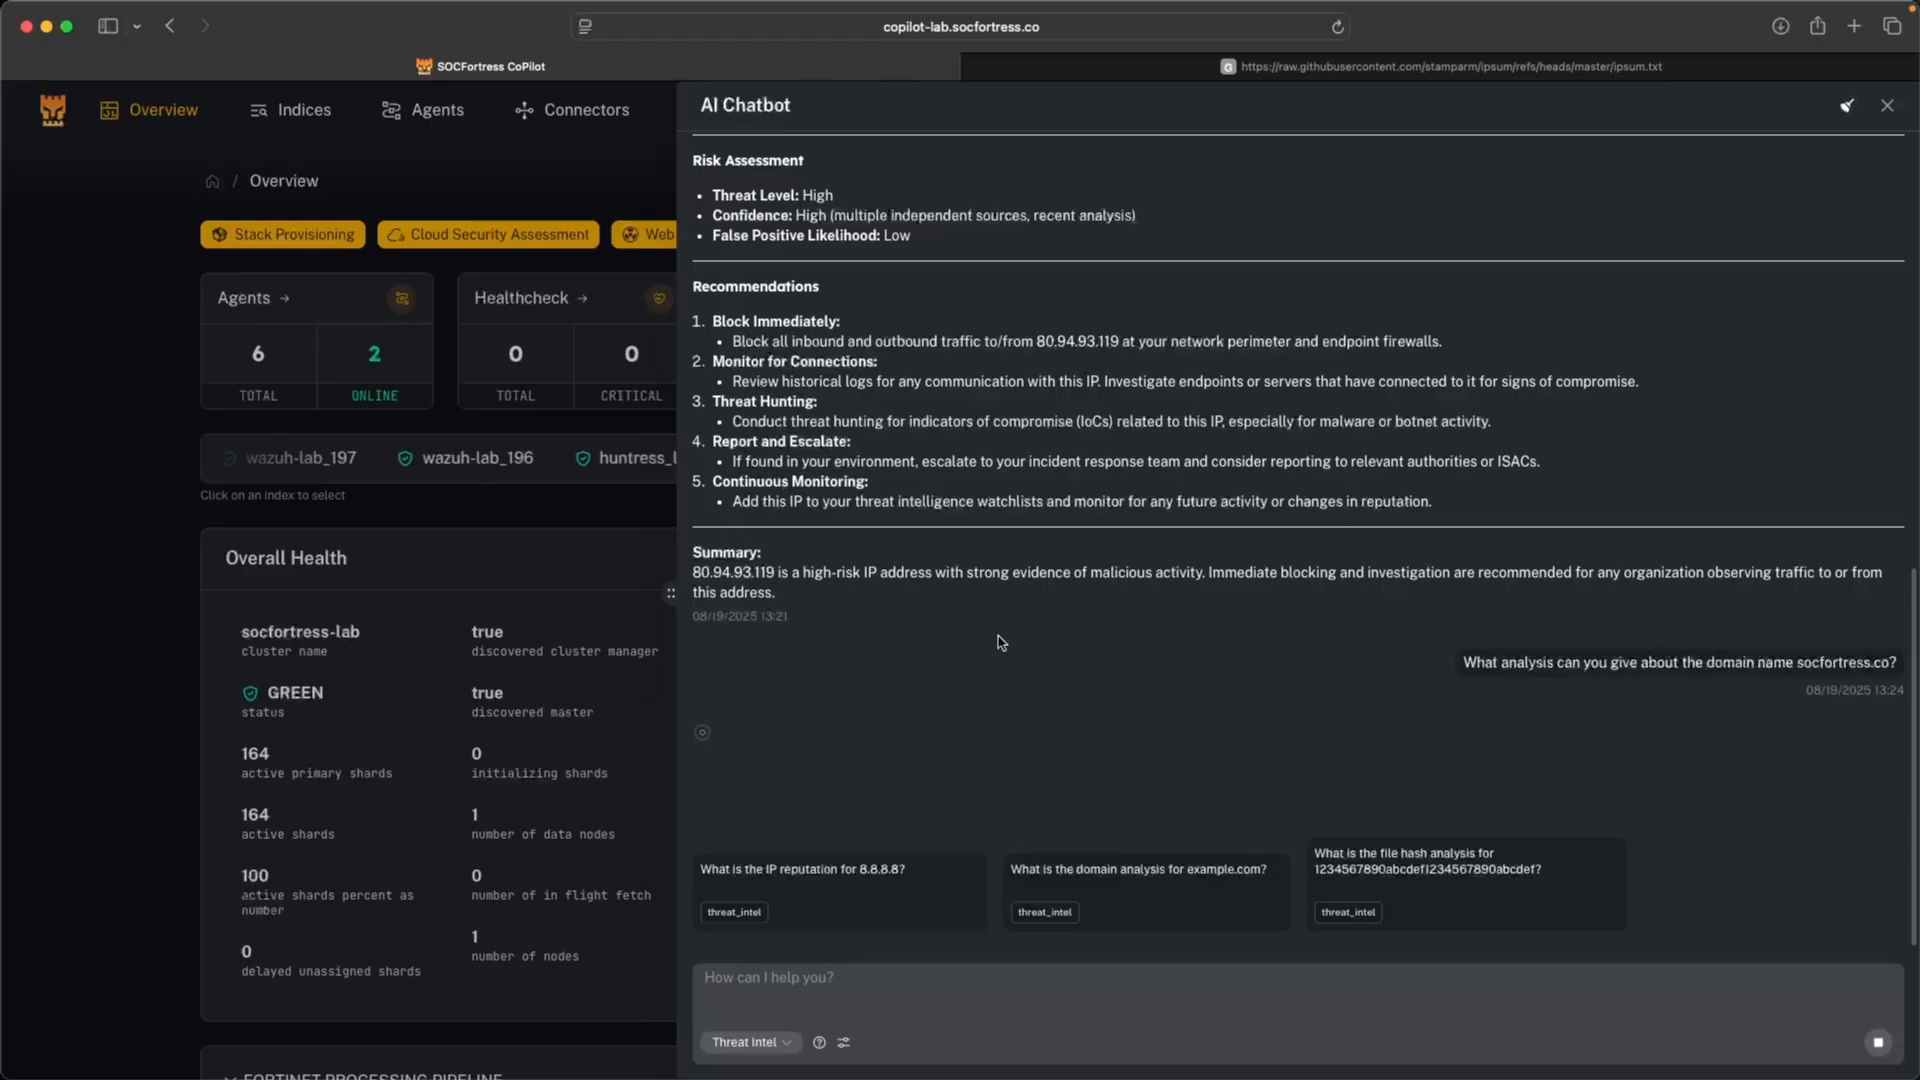 copilot-lab.socfortress.co
SOCFortress CoPilot
https://raw.githubusercontent.com/stamparm/ipsum/refs/heads/master/ipsum.txt
Overview
Indices
Agents
Connectors
/ Overview
Stack Provisioning
Cloud Security Assessment
Web
Agents
6
TOTAL
2
ONLINE
Healthcheck
0
TOTAL
0
CRITICAL
wazuh-lab_197
wazuh-lab_196
huntress_l
Click on an index to select
Overall Health
socfortress-lab
cluster name
true
discovered cluster manager
GREEN
status
true
discovered master
164
active primary shards
0
initializing shards
164
active shards
1
number of data nodes
100
active shards percent as
number
0
number of in flight fetch
0
delayed unassigned shards
1
number of nodes
FORTINET PROCESSING PIPELINE
AI Chatbot
Risk Assessment
• Threat Level: High
• Confidence: High (multiple independent sources, recent analysis)
• False Positive Likelihood: Low
Recommendations
1. Block Immediately:
• Block all inbound and outbound traffic to/from 80.94.93.119 at your network perimeter and endpoint firewalls.
2. Monitor for Connections:
• Review historical logs for any communication with this IP. Investigate endpoints or servers that have connected to it for signs of compromise.
3. Threat Hunting:
• Conduct threat hunting for indicators of compromise (IoCs) related to this IP, especially for malware or botnet activity.
4. Report and Escalate:
• If found in your environment, escalate to your incident response team and consider reporting to relevant authorities or ISACs.
5. Continuous Monitoring:
• Add this IP to your threat intelligence watchlists and monitor for any future activity or changes in reputation.
Summary:
80.94.93.119 is a high-risk IP address with strong evidence of malicious activity. Immediate blocking and investigation are recommended for any organization observing traffic to or from
this address.
08/19/2025 13:21
What analysis can you give about the domain name socfortress.co?
08/19/2025 13:24
What is the IP reputation for 8.8.8.8?
threat_intel
What is the domain analysis for example.com?
threat_intel
What is the file hash analysis for
1234567890abcdef1234567890abcdef?
threat_intel
How can I help you?
Threat Intel